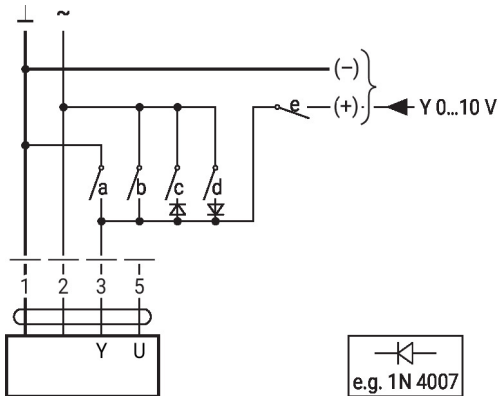 ⊥ ~
(–)
e (+) Y 0...10 V
a b c d
1 2 3 5
Y U
e.g. 1N 4007